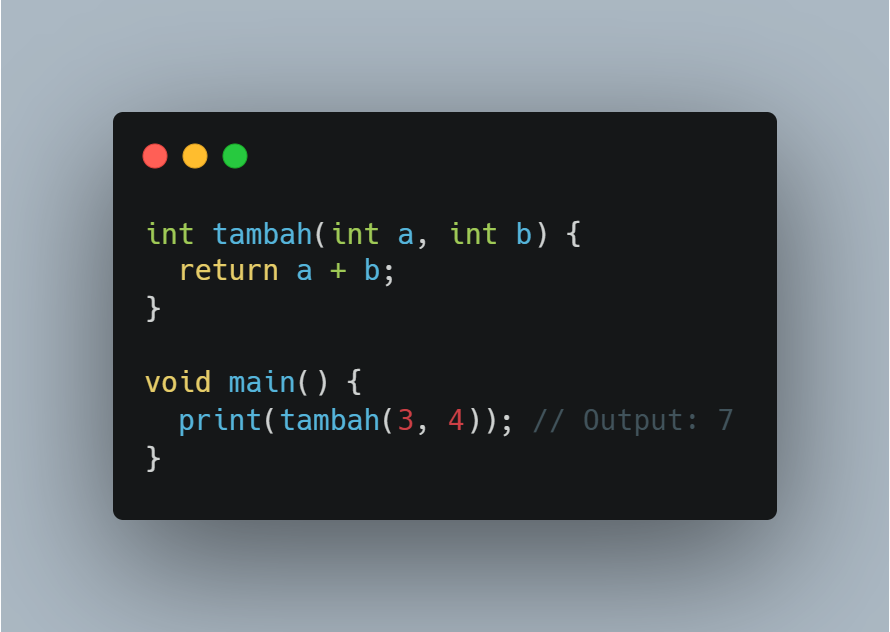 int tambah(int a, int b) {
  return a + b;
}

void main() {
  print(tambah(3, 4)); // Output: 7
}